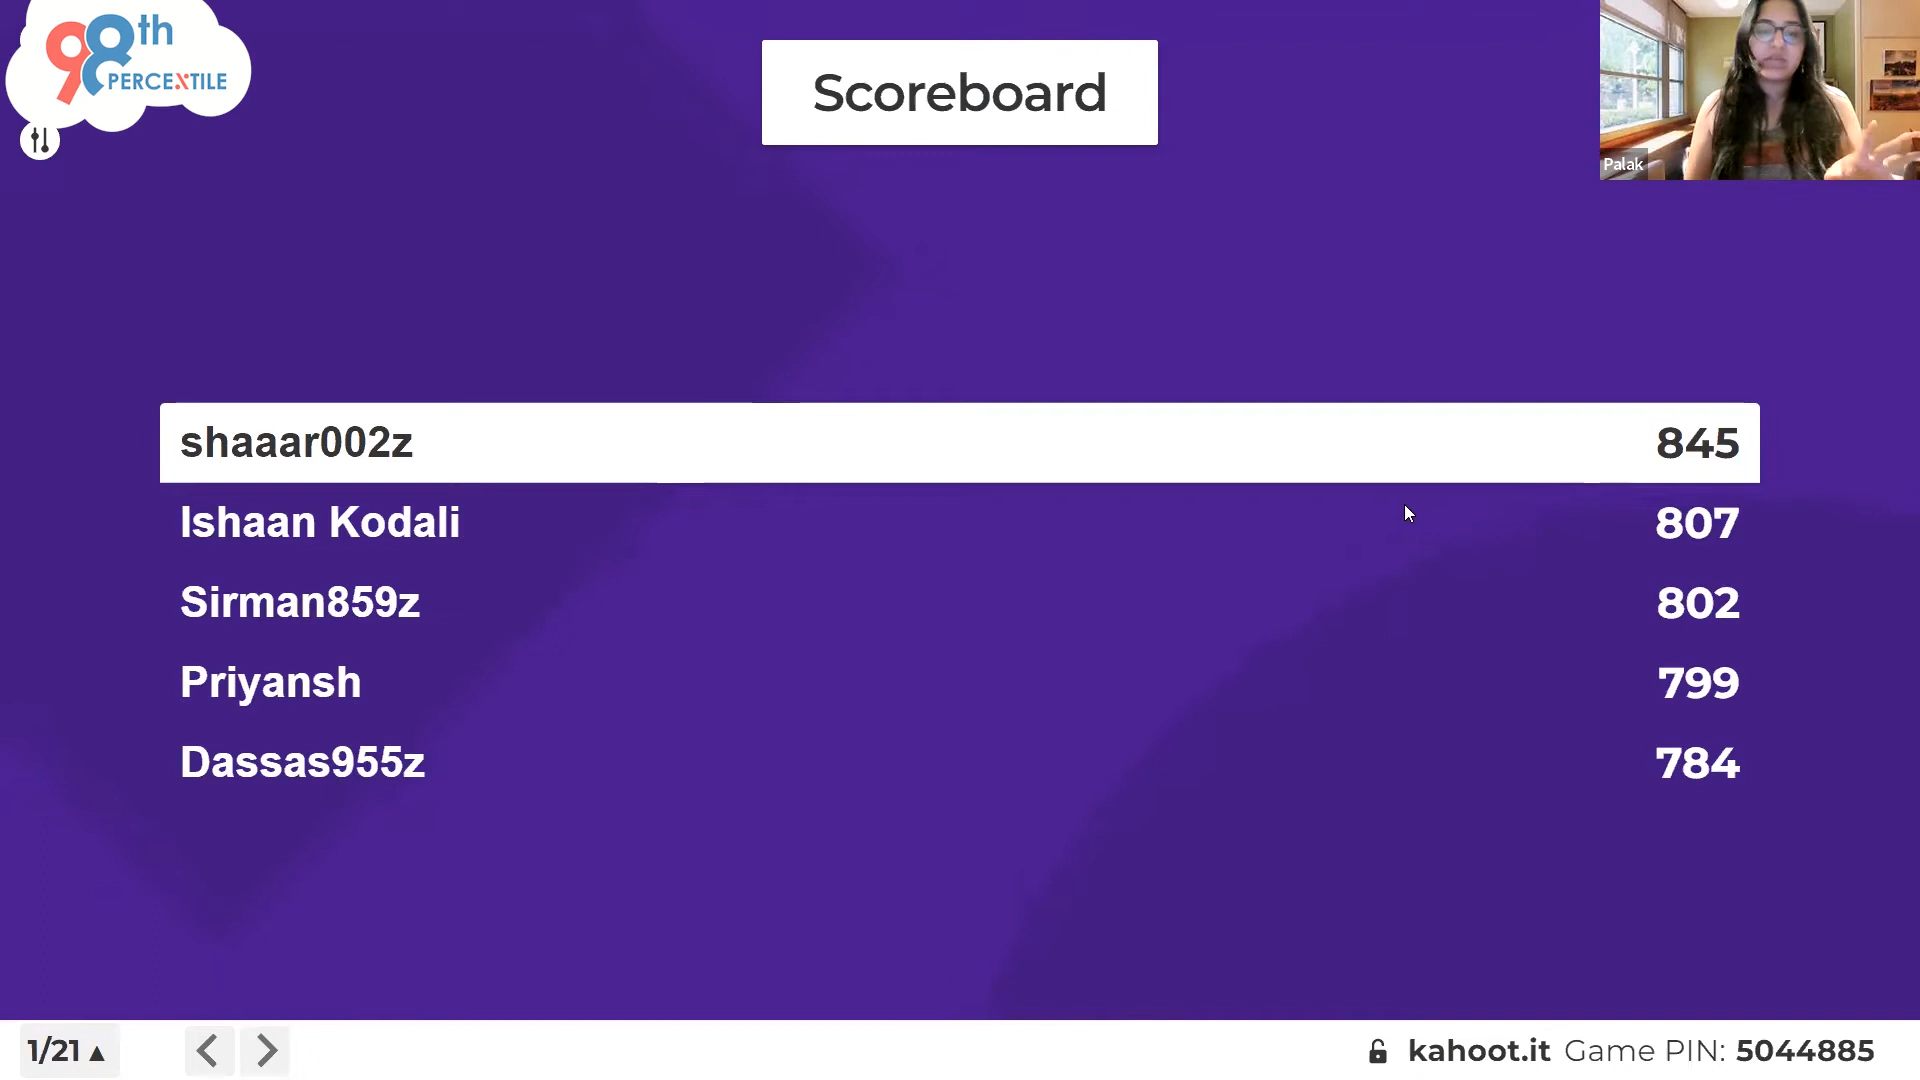 98th
PERCEXTILE
Scoreboard
Palak
shaaar002z 845
Ishaan Kodali 807
Sirman859z 802
Priyansh 799
Dassas955z 784
1/21 ▲
kahoot.it Game PIN: 5044885